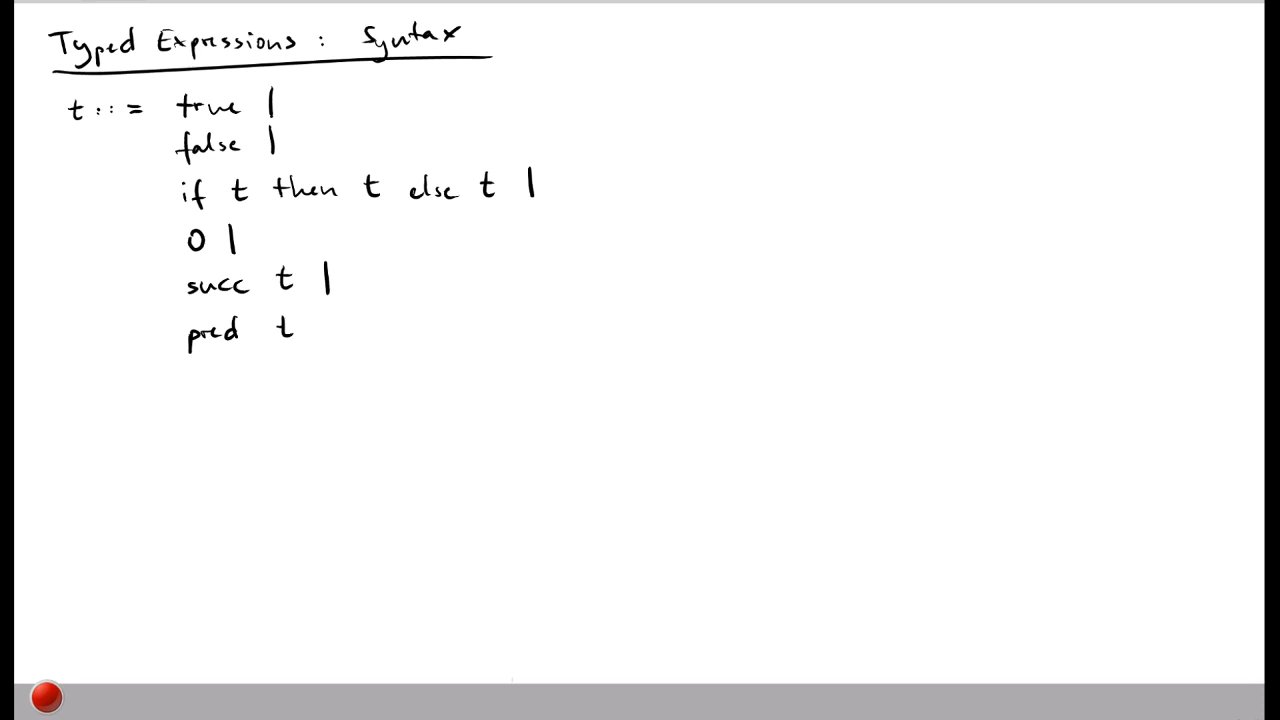 Typed Expressions : Syntax
t ::= true |
false |
if t then t else t |
0 |
succ t |
pred t